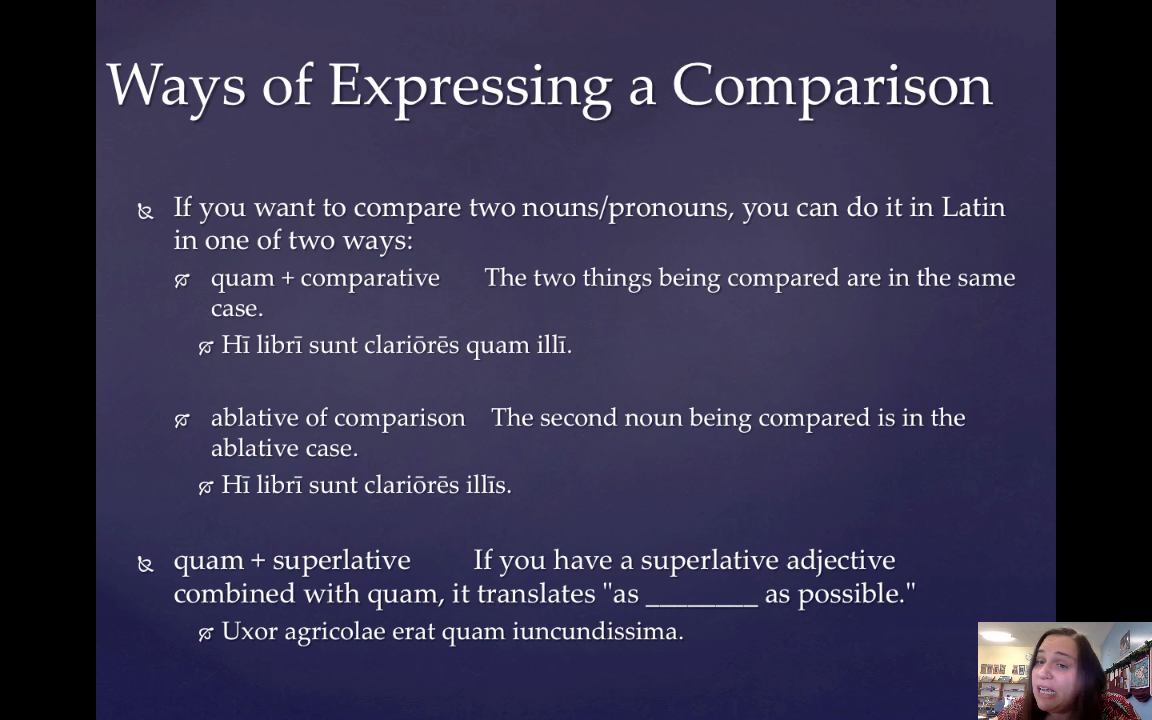 Ways of Expressing a Comparison
If you want to compare two nouns/pronouns, you can do it in Latin
in one of two ways:
quam + comparative The two things being compared are in the same
case.
Hī librī sunt clariōrēs quam illī.
ablative of comparison The second noun being compared is in the
ablative case.
Hī librī sunt clariōrēs illīs.
quam + superlative If you have a superlative adjective
combined with quam, it translates "as ________ as possible."
Uxor agricolae erat quam iuncundissima.